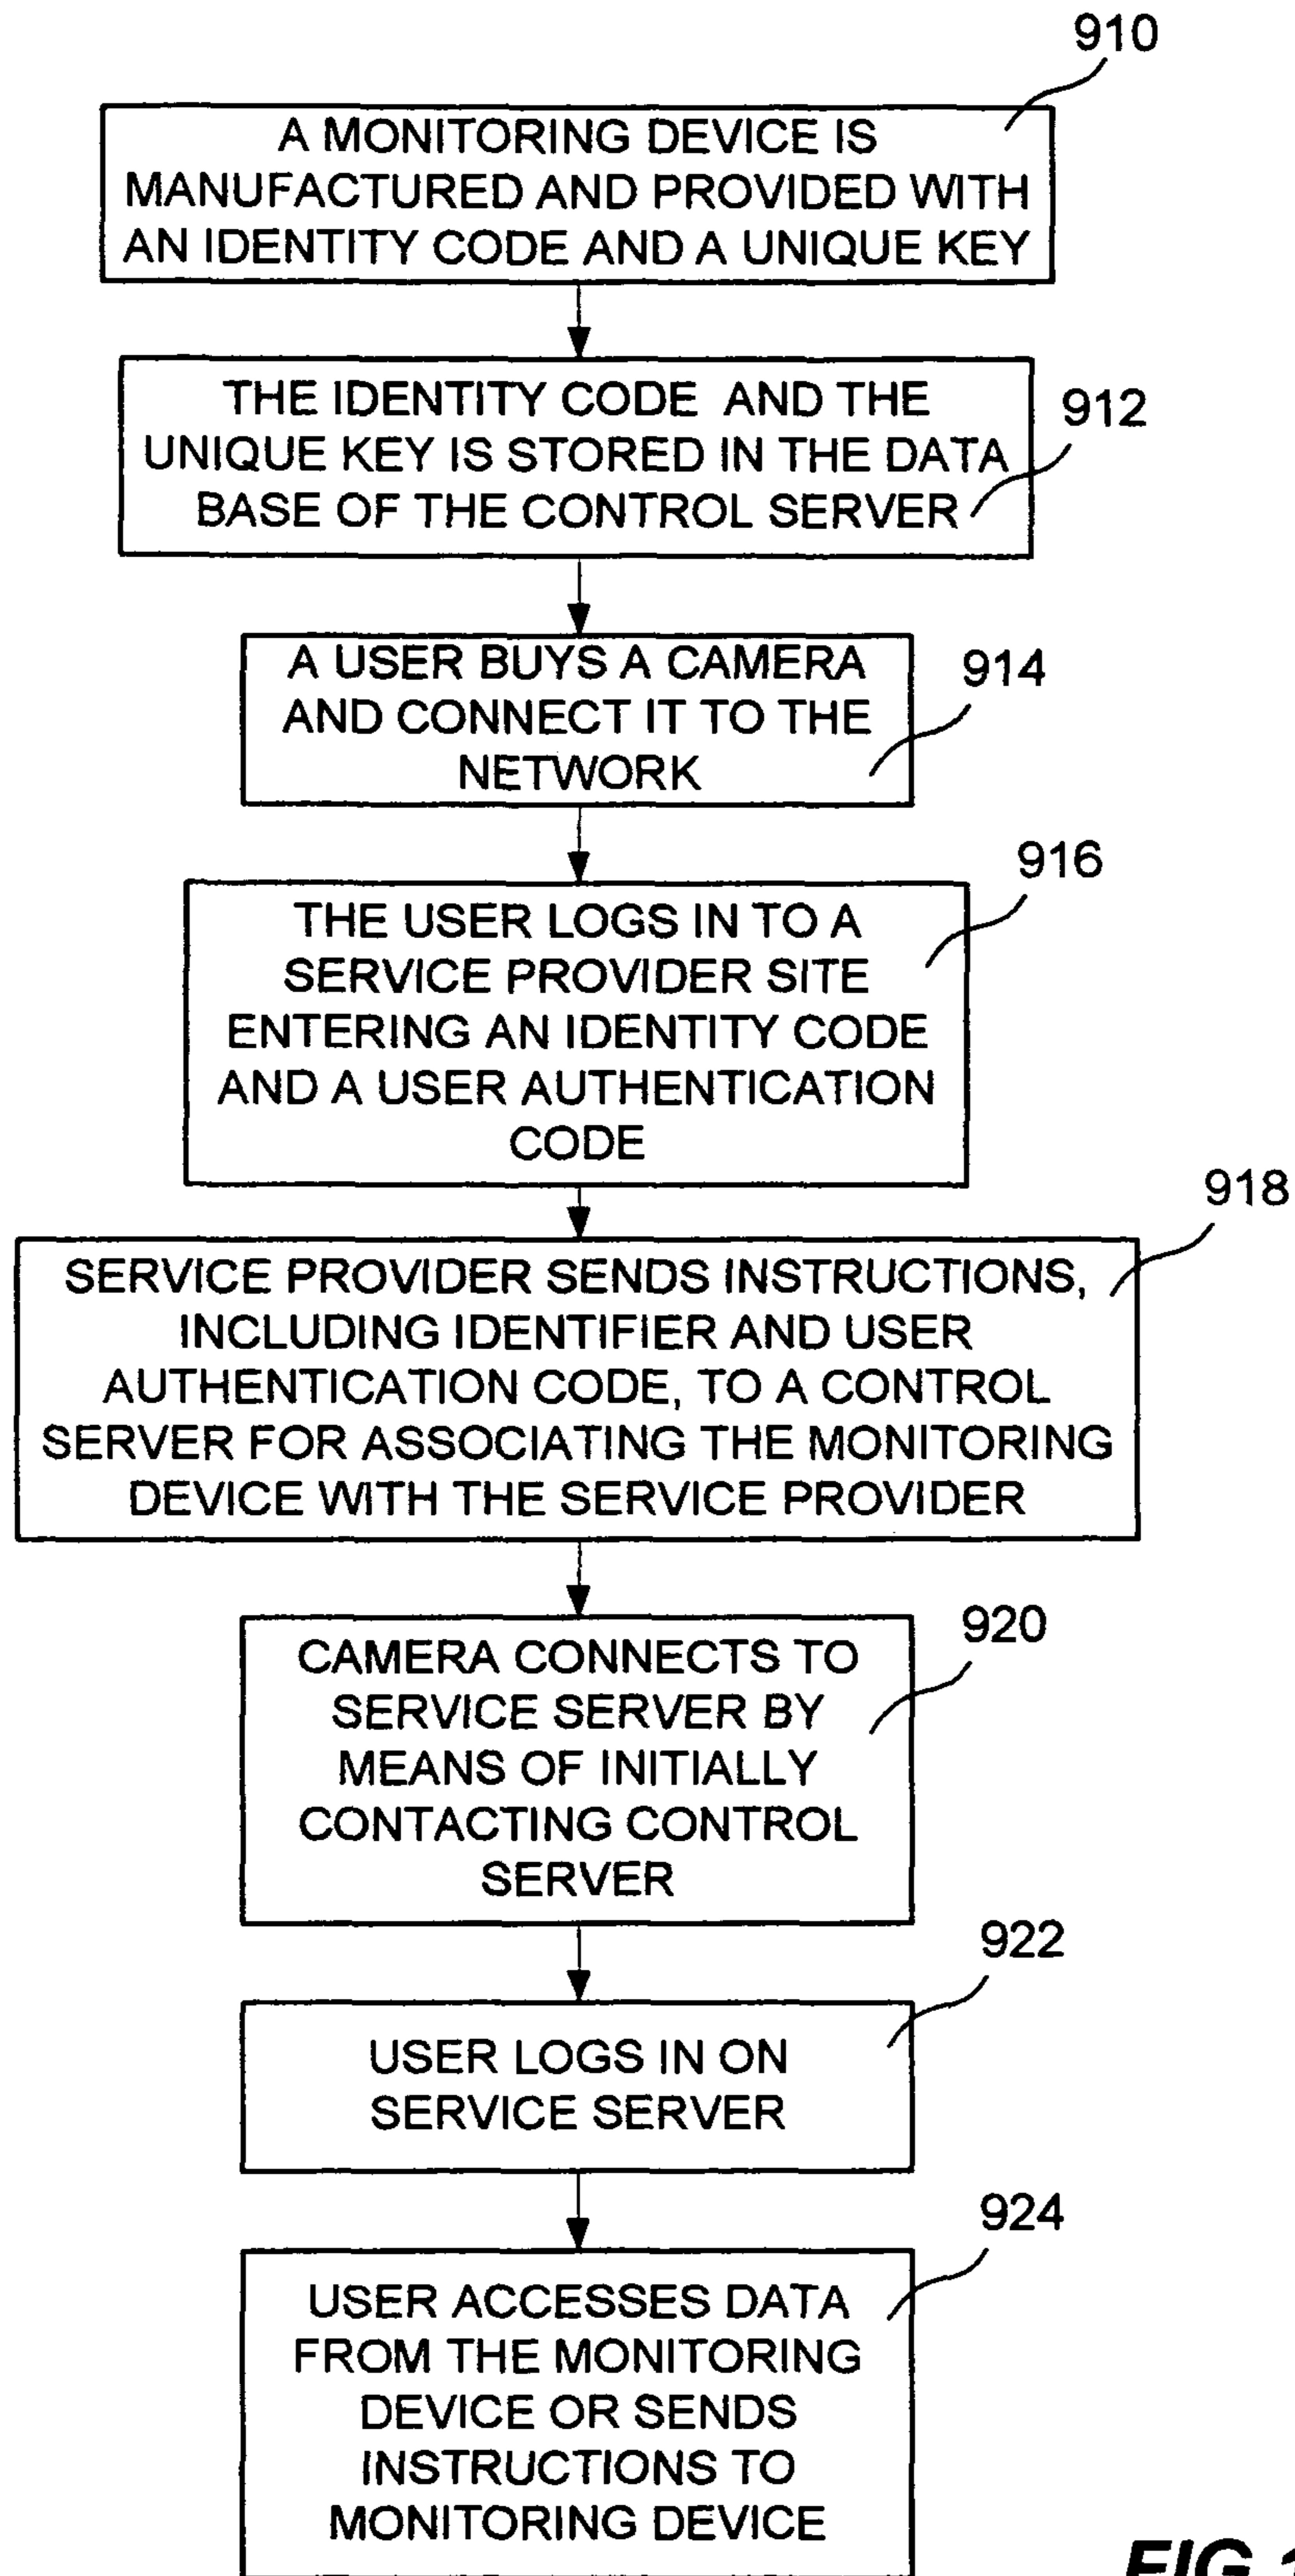 910
A MONITORING DEVICE IS
MANUFACTURED AND PROVIDED WITH
AN IDENTITY CODE AND A UNIQUE KEY
THE IDENTITY CODE AND THE
UNIQUE KEY IS STORED IN THE DATA
BASE OF THE CONTROL SERVER
912
A USER BUYS A CAMERA
AND CONNECT IT TO THE
NETWORK
914
916
THE USER LOGS IN TO A
SERVICE PROVIDER SITE
ENTERING AN IDENTITY CODE
AND A USER AUTHENTICATION
CODE
918
SERVICE PROVIDER SENDS INSTRUCTIONS,
INCLUDING IDENTIFIER AND USER
AUTHENTICATION CODE, TO A CONTROL
SERVER FOR ASSOCIATING THE MONITORING
DEVICE WITH THE SERVICE PROVIDER
920
CAMERA CONNECTS TO
SERVICE SERVER BY
MEANS OF INITIALLY
CONTACTING CONTROL
SERVER
922
USER LOGS IN ON
SERVICE SERVER
924
USER ACCESSES DATA
FROM THE MONITORING
DEVICE OR SENDS
INSTRUCTIONS TO
MONITORING DEVICE
FIG